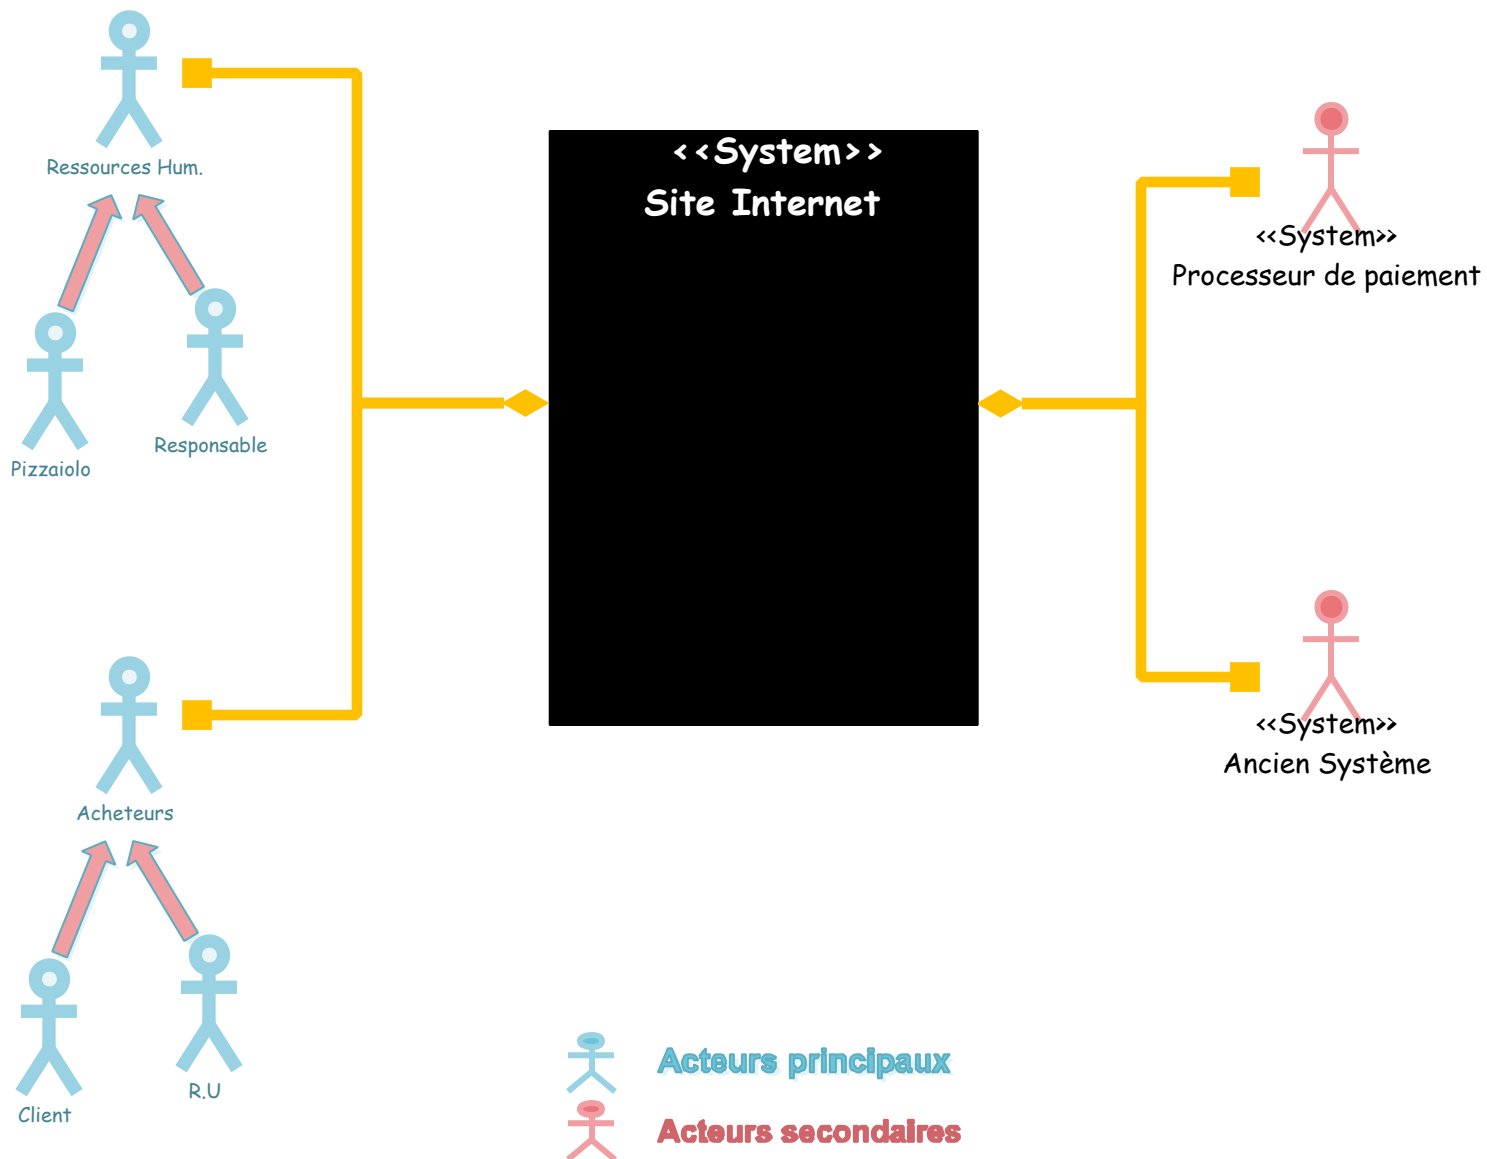 <<System>>
Site Internet
Ressources Hum.
Pizzaiolo
Responsable
<<System>>
Processeur de paiement
Acheteurs
Client
R.U
<<System>>
Ancien Système
Acteurs principaux
Acteurs secondaires